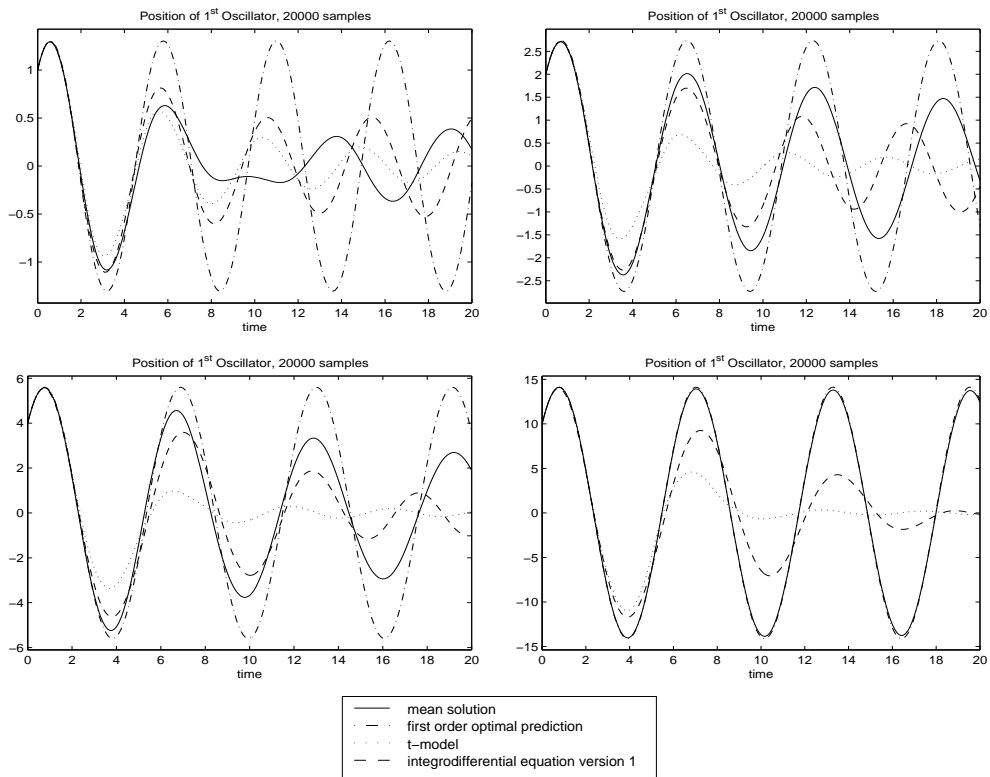 Position of 1st Oscillator, 20000 samples
1
0.5
0
−0.5
−1
0 2 4 6 8 10 12 14 16 18 20
time
Position of 1st Oscillator, 20000 samples
2.5
2
1.5
1
0.5
0
−0.5
−1
−1.5
−2
−2.5
0 2 4 6 8 10 12 14 16 18 20
time
Position of 1st Oscillator, 20000 samples
6
4
2
0
−2
−4
−6
0 2 4 6 8 10 12 14 16 18 20
time
Position of 1st Oscillator, 20000 samples
15
10
5
0
−5
−10
−15
0 2 4 6 8 10 12 14 16 18 20
time
mean solution
first order optimal prediction
t−model
integrodifferential equation version 1